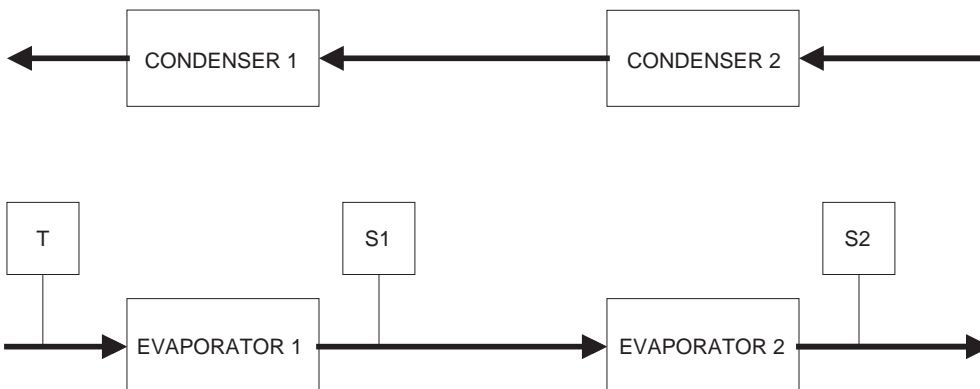 CONDENSER 1
CONDENSER 2
T
S1
S2
EVAPORATOR 1
EVAPORATOR 2